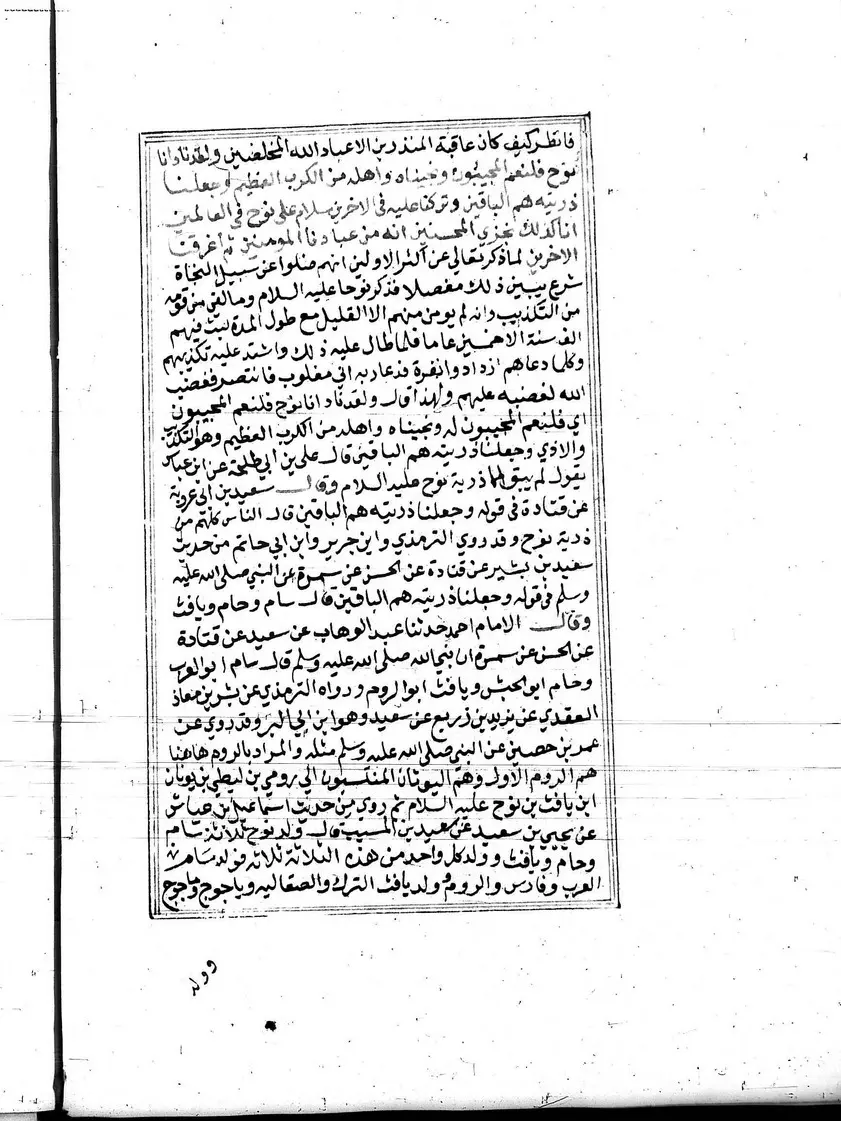 فانظر كيف كان عاقبة المنذرين الا عباد الله المخلصين ولقد نادانا
نوح فلنعم المجيبون ونجيناه واهله من الكرب العظيم وجعلنا
ذريته هم الباقين وتركنا عليه في الاخرين سلام على نوح في العالمين
انا كذلك نجزي المحسنين انه من عبادنا المومنين ثم اغرقنا
الاخرين لما ذكر تعالي عن اكثر الاولين انهم ضلوا عن سبيل النجاة
شرع يبين ذلك مفصلا فذكر نوحا عليه السلام وما لقي من قومه
من التكذيب وانه لم يومن منهم الا القليل مع طول المدة لبث فيهم
الف سنة الا خمسين عاما فلما طال عليه ذلك واشتد عليه تكذيبهم
وكلما دعاهم ازدادوا نفرة فدعا ربه اني مغلوب فانتصر فغضب
الله لغضبه عليهم ولهذا قال ولقد نادانا نوح فلنعم المجيبون
اي فلنعم المجيبون له ونجيناه واهله من الكرب العظيم وهو التكذيب
والاذي وجعلنا ذريته هم الباقين قال علي بن ابي طلحة عن ابن عباس
يقول لم يبق الا ذرية نوح عليه السلام وقال سعيد بن ابي عروبة
عن قتادة في قوله وجعلنا ذريته هم الباقين قال الناس كلهم من
ذرية نوح وقد روي الترمذي وابن جرير وابن ابي حاتم من حديث
سعيد بن بشير عن قتادة عن الحسن عن سمرة عن النبي صلى الله عليه
وسلم في قوله وجعلنا ذريته هم الباقين قال سام وحام ويافث
وقال الامام احمد حدثنا عبد الوهاب عن سعيد عن قتادة
عن الحسن عن سمرة ان نبي الله صلى الله عليه وسلم قال سام ابو العرب
وحام ابو الحبش ويافث ابو الروم ورواه الترمذي عن بشر بن معاذ
العقدي عن يزيد بن زريع عن سعيد وهو ابن ابي البر وقد روي عن
عمر بن حصين عن النبي صلى الله عليه وسلم مثله والمراد بالروم هاهنا
هم الروم الاول وهم اليونان المنتسبون الي رومي بن ليطي بن يونان
ابن يافث بن نوح عليه السلام ثم روي من حديث اسماعيل بن عياش
عن يحيي بن سعيد عن سعيد بن المسيب قال ولد نوح ثلاثة سام
وحام ويافث وولد كل واحد من هذه الثلاثة ثلاثه فولد سام
العرب وفارس والروم وولد يافث الترك والصقاليه وياجوج وماجوج
وولد